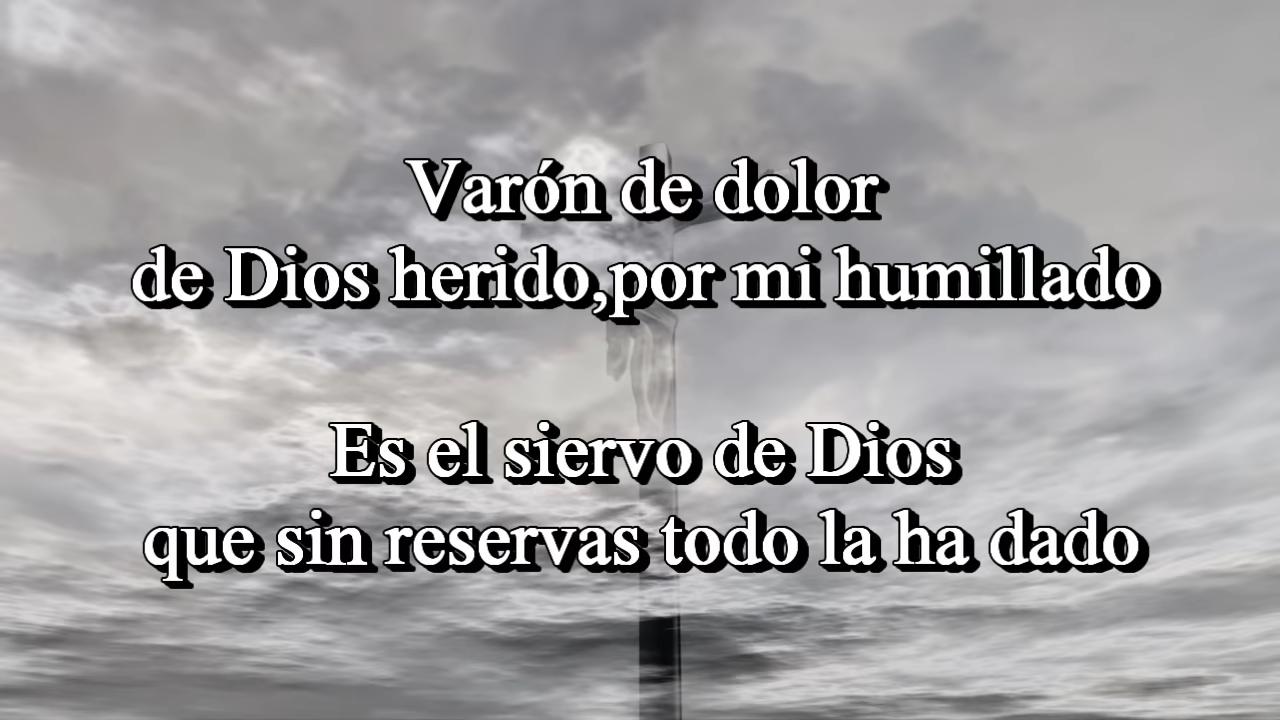 Varón de dolor
de Dios herido,por mi humillado
Es el siervo de Dios
que sin reservas todo la ha dado